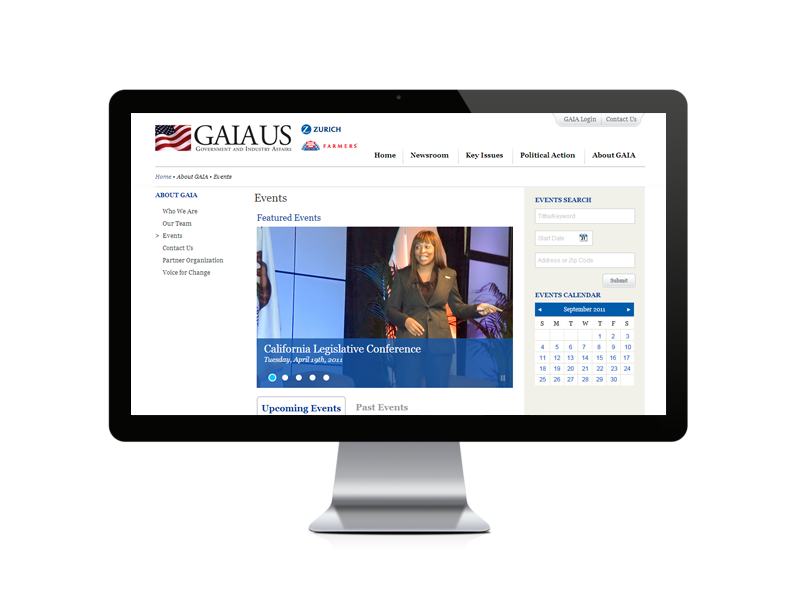 GAIA Login
Contact Us
GAIA US
GOVERNMENT AND INDUSTRY AFFAIRS
ZURICH
FARMERS
Home
Newsroom
Key Issues
Political Action
About GAIA
Home • About GAIA • Events
ABOUT GAIA
Who We Are
Our Team
> Events
Contact Us
Partner Organization
Voice for Change
Events
Featured Events
California Legislative Conference
Tuesday, April 19th, 2011
Upcoming Events
Past Events
EVENTS SEARCH
Title/Keyword
Start Date
Address or Zip Code
Submit
EVENTS CALENDAR
September 2011
S M T W T F S
1 2 3
4 5 6 7 8 9 10
11 12 13 14 15 16 17
18 19 20 21 22 23 24
25 26 27 28 29 30